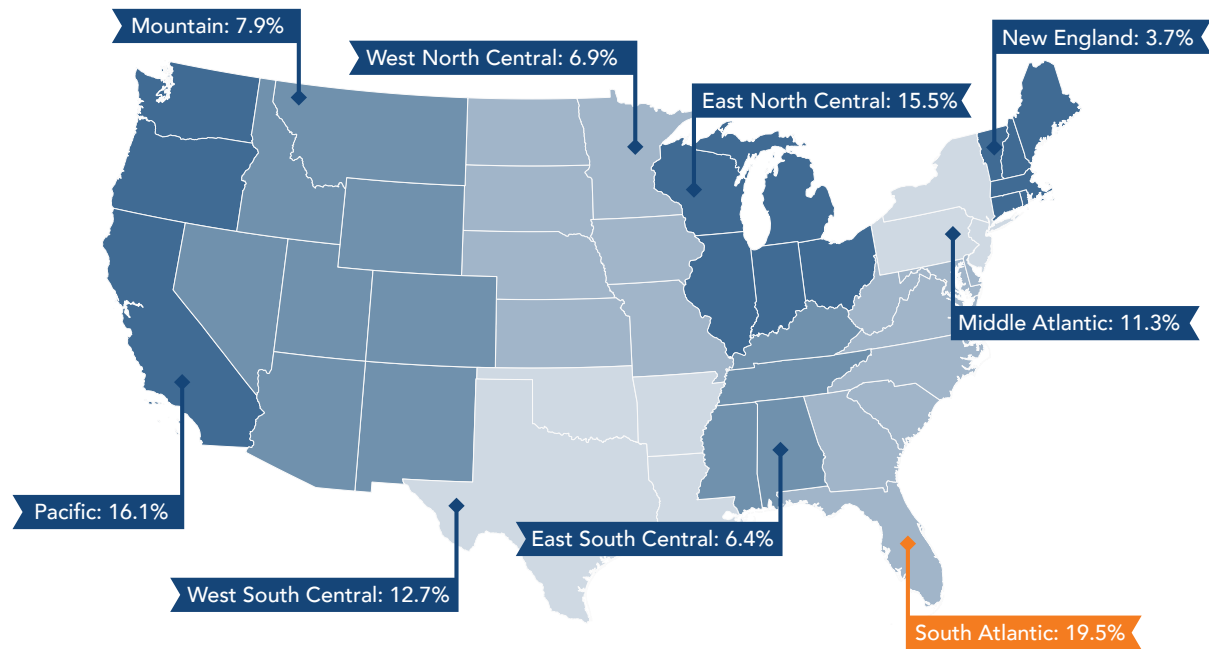 Mountain: 7.9%
New England: 3.7%
West North Central: 6.9%
East North Central: 15.5%
Middle Atlantic: 11.3%
Pacific: 16.1%
East South Central: 6.4%
West South Central: 12.7%
South Atlantic: 19.5%